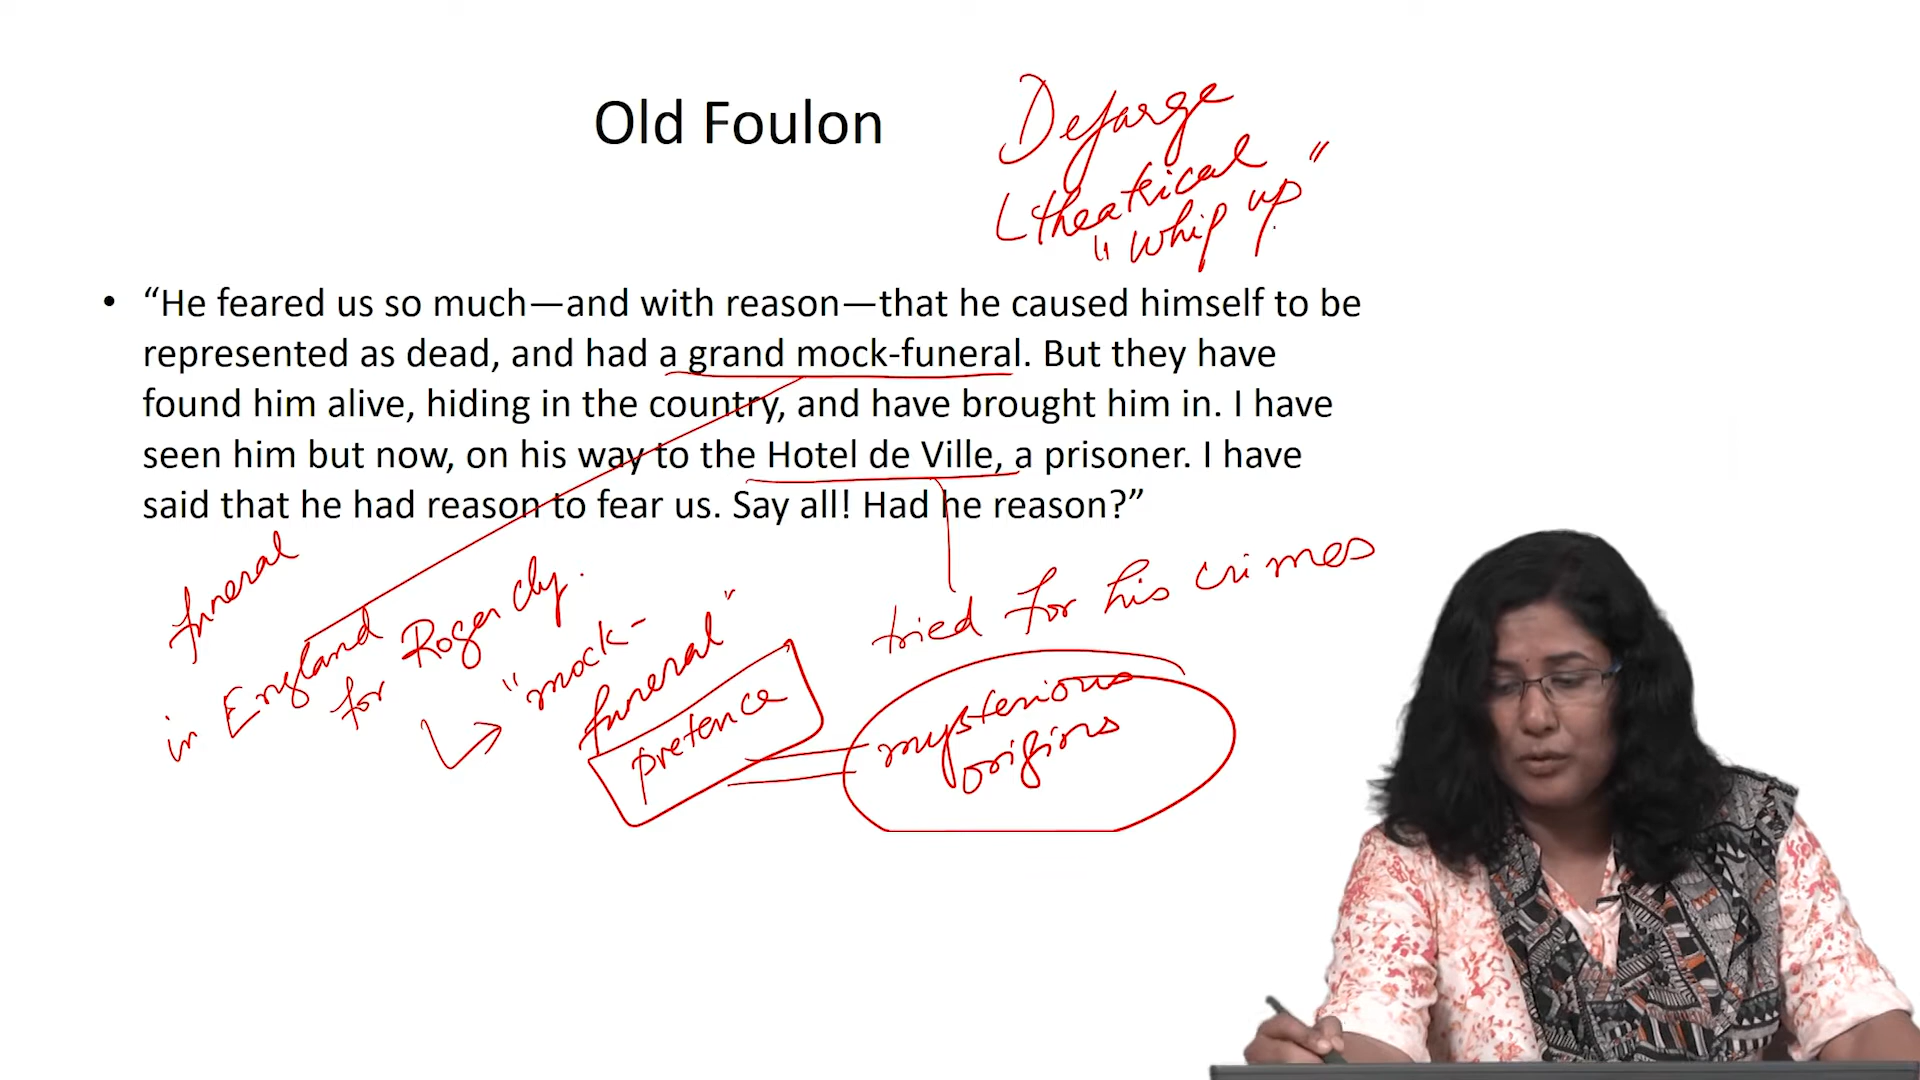 Old Foulon
Defarge
theatrical
"whip up"
• “He feared us so much—and with reason—that he caused himself to be
represented as dead, and had a grand mock-funeral. But they have
found him alive, hiding in the country, and have brought him in. I have
seen him but now, on his way to the Hotel de Ville, a prisoner. I have
said that he had reason to fear us. Say all! Had he reason?”
funeral
in England
for Roger Cly.
"mock-
funeral"
pretence
tried for his crimes
mysterious
origins